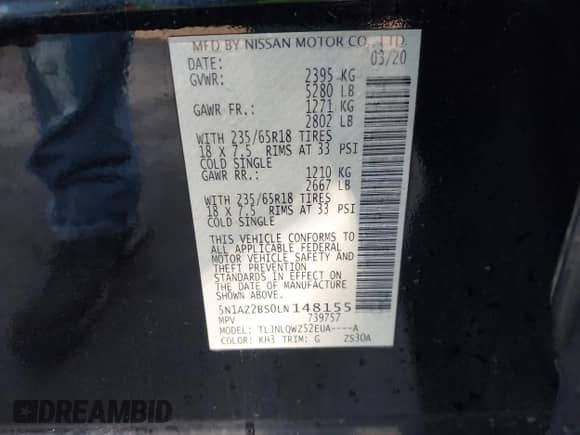 MFD BY NISSAN MOTOR CO., LTD.
DATE: 03/20
GVWR: 2395 KG
5280 LB
GAWR FR.: 1271 KG
2802 LB
WITH 235/65R18 TIRES
18 X 7.5 RIMS AT 33 PSI
COLD SINGLE
GAWR RR.: 1210 KG
2667 LB
WITH 235/65R18 TIRES
18 X 7.5 RIMS AT 33 PSI
COLD SINGLE
THIS VEHICLE CONFORMS TO
ALL APPLICABLE FEDERAL
MOTOR VEHICLE SAFETY AND
THEFT PREVENTION
STANDARDS IN EFFECT ON
THE DATE OF MANUFACTURE
SHOWN ABOVE.
5N1AZ2BS0LN148155
MPV 739757
MODEL: TLJNLQWZ52EUA----A
COLOR: KH3 TRIM: G ZS30A
DREAMBID